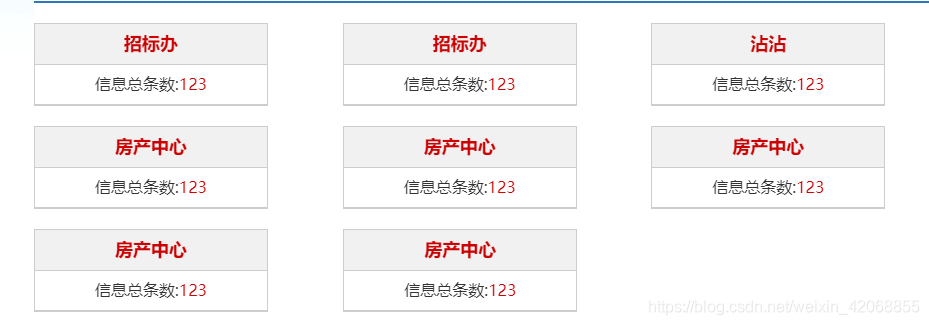 招标办 招标办 沾沾
信息总条数:123 信息总条数:123 信息总条数:123
房产中心 房产中心 房产中心
信息总条数:123 信息总条数:123 信息总条数:123
房产中心 房产中心
信息总条数:123 信息总条数:123
https://blog.csdn.net/weixin_42068855